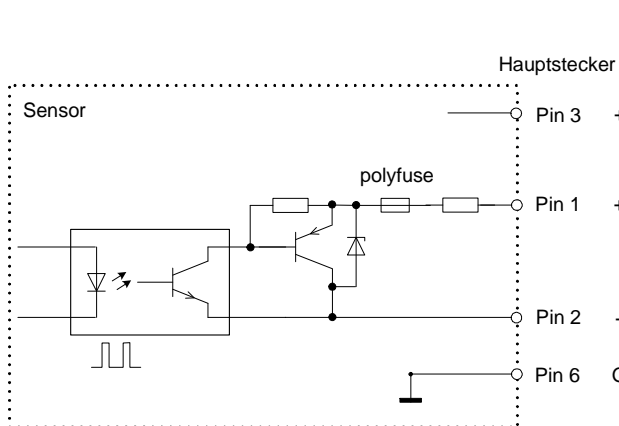 Hauptstecker
Sensor
Pin 3 +
polyfuse
Pin 1 +
Pin 2 -
Pin 6